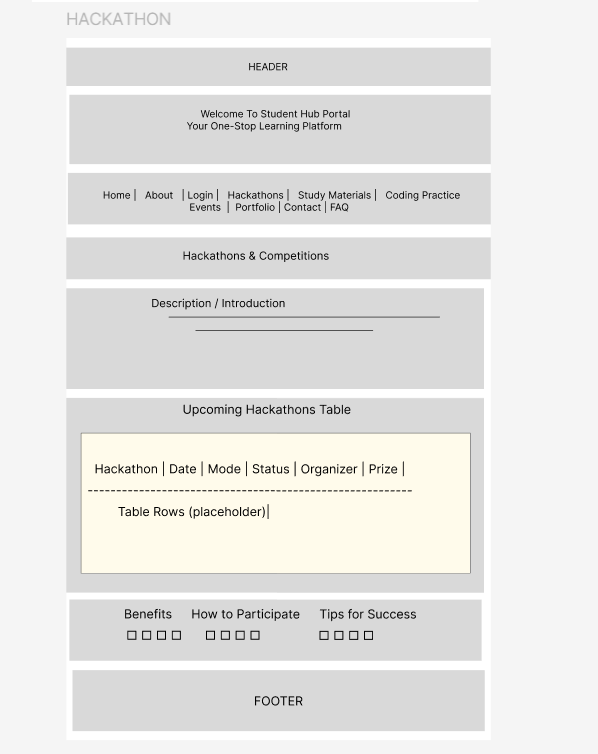 HACKATHON
HEADER
Welcome To Student Hub Portal
Your One-Stop Learning Platform
Home | About | Login | Hackathons | Study Materials | Coding Practice
Events | Portfolio | Contact | FAQ
Hackathons & Competitions
Description / Introduction
Upcoming Hackathons Table
Hackathon | Date | Mode | Status | Organizer | Prize |
Table Rows (placeholder)|
Benefits How to Participate Tips for Success
FOOTER